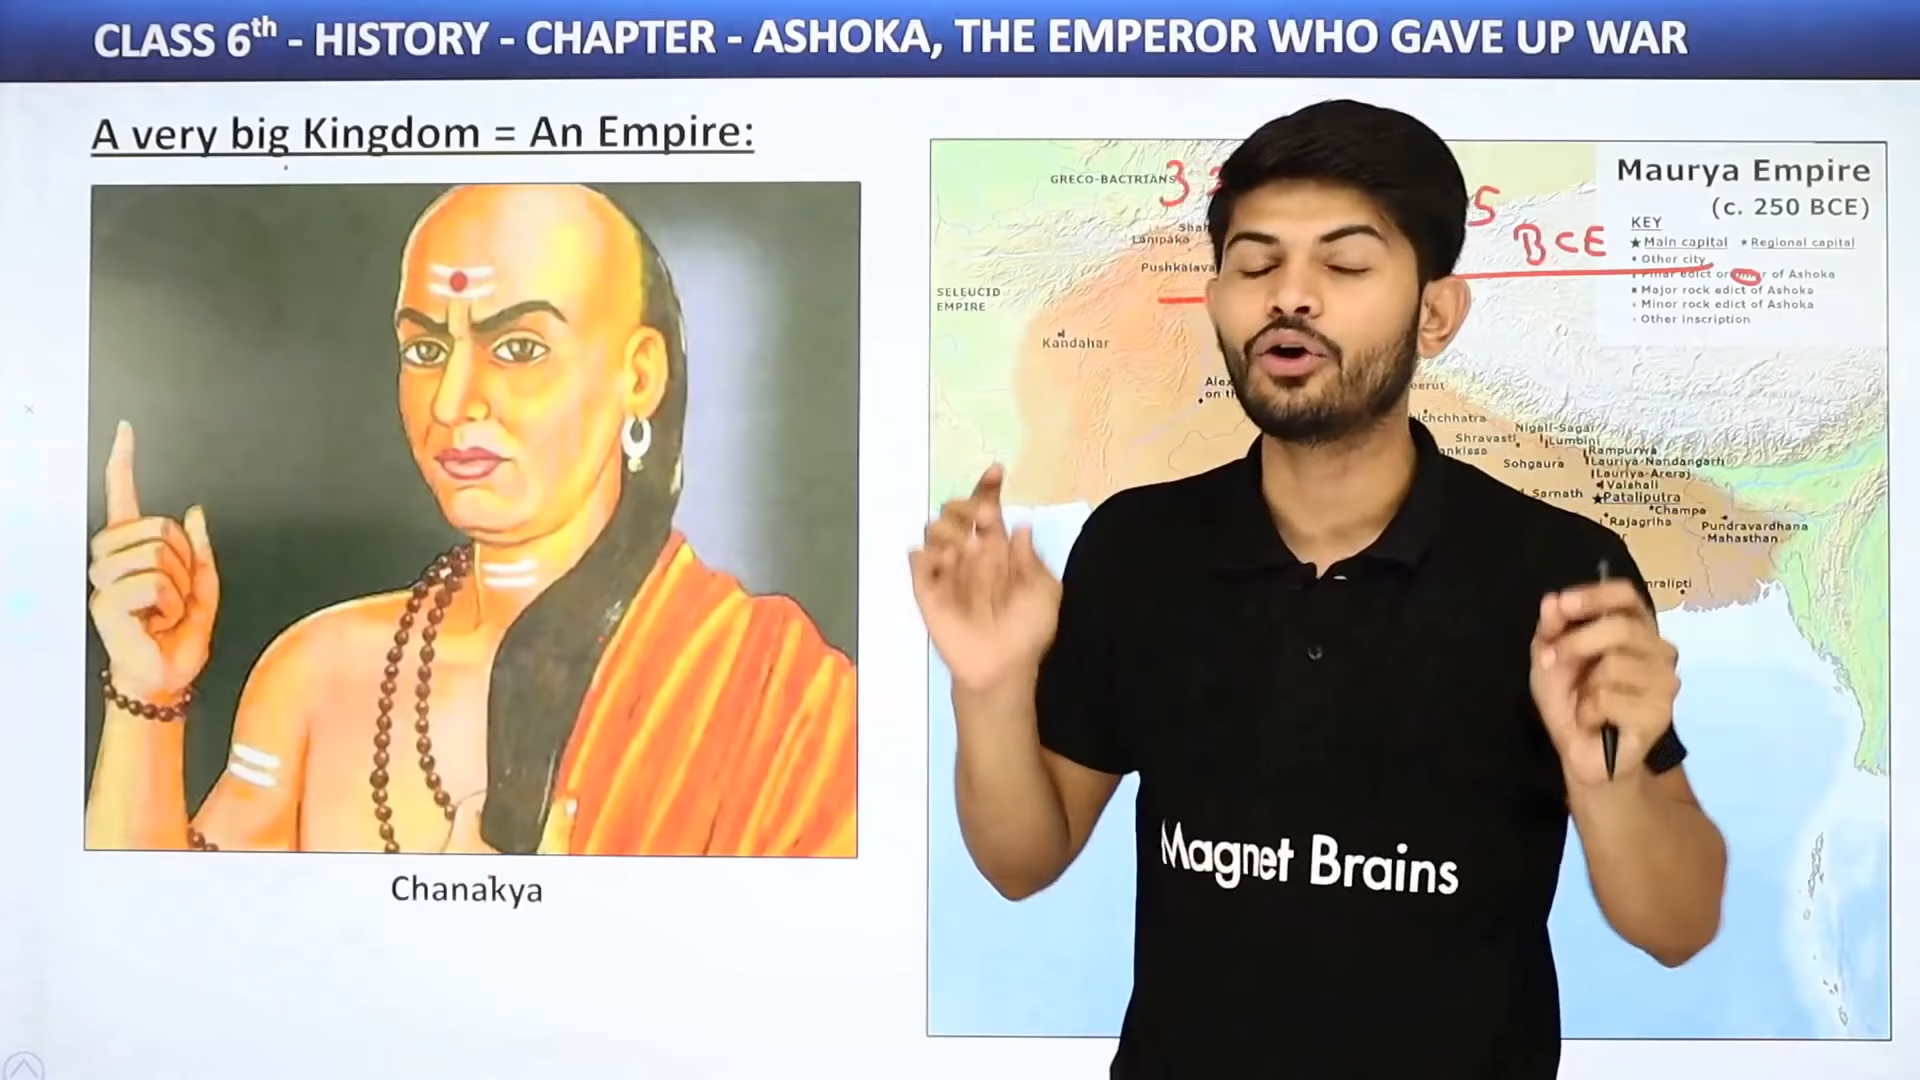 CLASS 6th - HISTORY - CHAPTER - ASHOKA, THE EMPEROR WHO GAVE UP WAR
A very big Kingdom = An Empire:
Chanakya
Maurya Empire
(c. 250 BCE)
KEY
Main capital Regional capital
Other city
Major rock edict of Ashoka
Minor rock edict of Ashoka
Other inscription
5
BCE
GRECO-BACTRIANS
Lampaka
SELEUCID
EMPIRE
Kandahar
Nigali-Sagar
Shravasti Lumbini
Rampurwa
Sohgaura Lauriya-Nandangarh
Lauriya-Areraj
Vaishali
Sarnath Pataliputra
Champa
Rajagriha Pundravardhana
-Mahasthan
Magnet Brains